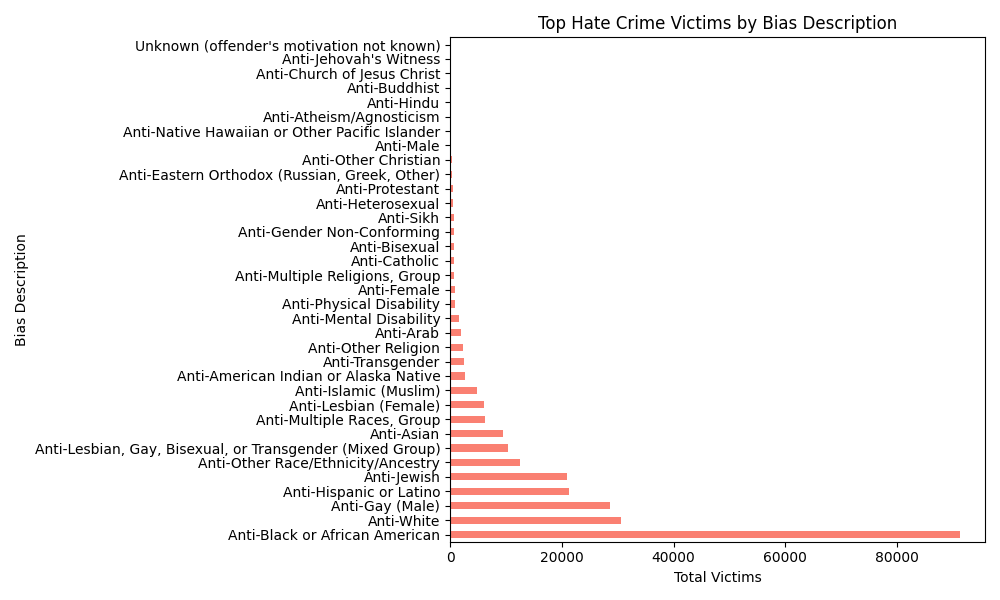 Top Hate Crime Victims by Bias Description
Unknown (offender's motivation not known)
Anti-Jehovah's Witness
Anti-Church of Jesus Christ
Anti-Buddhist
Anti-Hindu
Anti-Atheism/Agnosticism
Anti-Native Hawaiian or Other Pacific Islander
Anti-Male
Anti-Other Christian
Anti-Eastern Orthodox (Russian, Greek, Other)
Anti-Protestant
Anti-Heterosexual
Anti-Sikh
Anti-Gender Non-Conforming
Anti-Bisexual
Anti-Catholic
Anti-Multiple Religions, Group
Anti-Female
Anti-Physical Disability
Anti-Mental Disability
Anti-Arab
Anti-Other Religion
Anti-Transgender
Anti-American Indian or Alaska Native
Anti-Islamic (Muslim)
Anti-Lesbian (Female)
Anti-Multiple Races, Group
Anti-Asian
Anti-Lesbian, Gay, Bisexual, or Transgender (Mixed Group)
Anti-Other Race/Ethnicity/Ancestry
Anti-Jewish
Anti-Hispanic or Latino
Anti-Gay (Male)
Anti-White
Anti-Black or African American
Bias Description
0 20000 40000 60000 80000
Total Victims